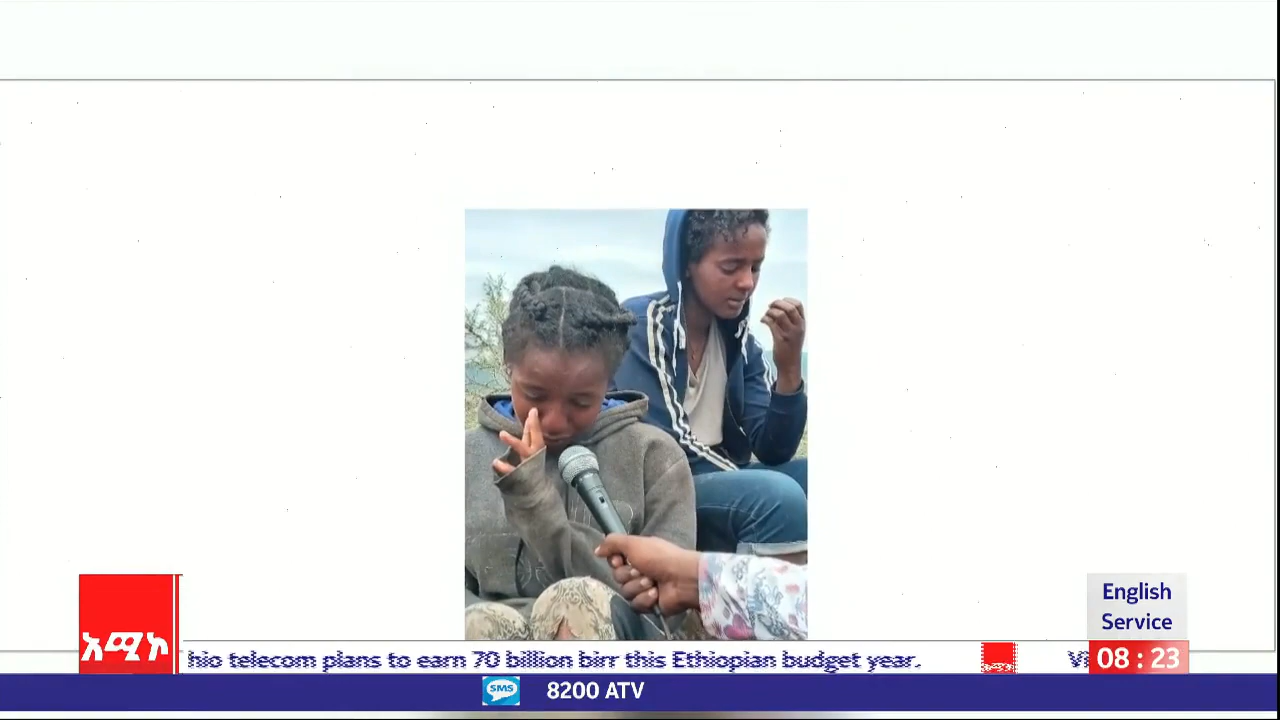 English
Service
አሚኮ
hio telecom plans to earn 70 billion birr this Ethiopian budget year.
08 : 23
SMS
8200 ATV